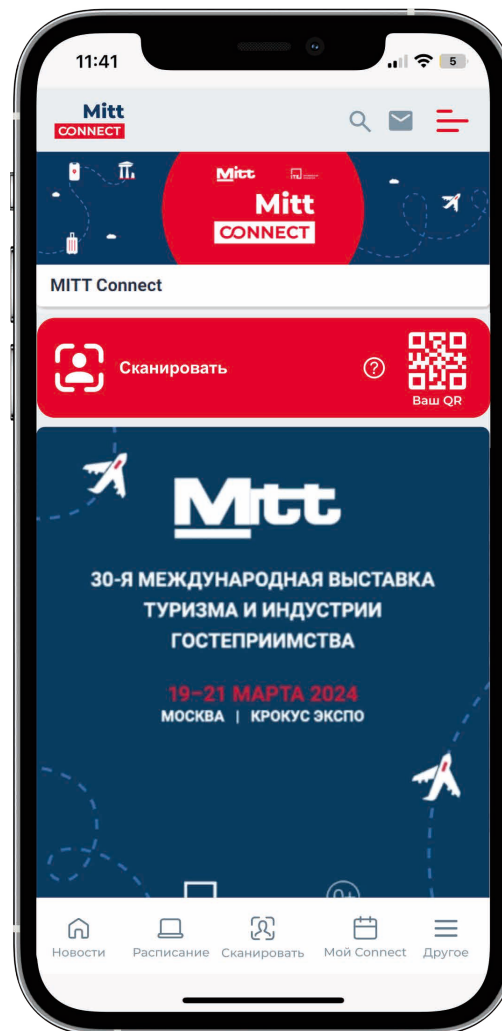 11:41
5
Mitt
CONNECT
Mitt
Mitt
CONNECT
MITT Connect
Сканировать
?
Ваш QR
Mitt
30-Я МЕЖДУНАРОДНАЯ ВЫСТАВКА
ТУРИЗМА И ИНДУСТРИИ
ГОСТЕПРИИМСТВА
19–21 МАРТА 2024
МОСКВА | КРОКУС ЭКСПО
0+
Новости
Расписание
Сканировать
Мой Connect
Другое